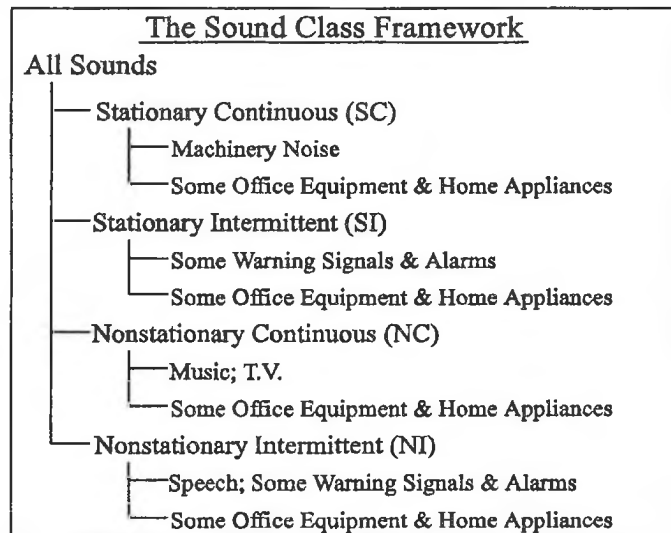 The Sound Class Framework
All Sounds
Stationary Continuous (SC)
Machinery Noise
Some Office Equipment & Home Appliances
Stationary Intermittent (SI)
Some Warning Signals & Alarms
Some Office Equipment & Home Appliances
Nonstationary Continuous (NC)
Music; T.V.
Some Office Equipment & Home Appliances
Nonstationary Intermittent (NI)
Speech; Some Warning Signals & Alarms
Some Office Equipment & Home Appliances